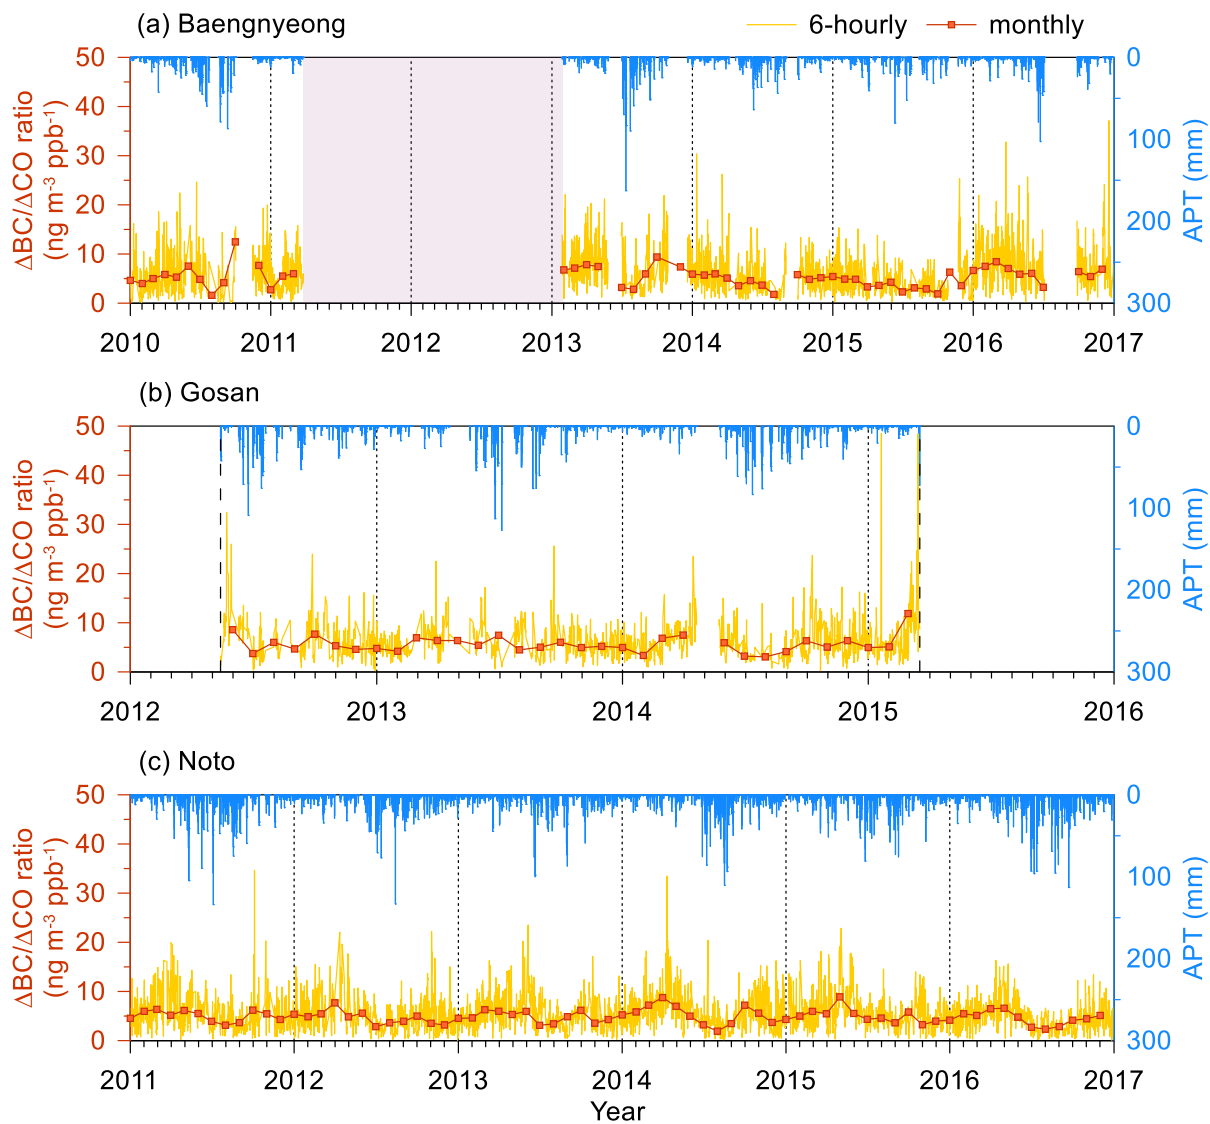 (a) Baengnyeong
6-hourly
monthly
ΔBC/ΔCO ratio
(ng m⁻³ ppb⁻¹)
50
40
30
20
10
0
0
100
200
300
APT (mm)
2010 2011 2012 2013 2014 2015 2016 2017
(b) Gosan
ΔBC/ΔCO ratio
(ng m⁻³ ppb⁻¹)
50
40
30
20
10
0
0
100
200
300
APT (mm)
2012 2013 2014 2015 2016
(c) Noto
ΔBC/ΔCO ratio
(ng m⁻³ ppb⁻¹)
50
40
30
20
10
0
0
100
200
300
APT (mm)
2011 2012 2013 2014 2015 2016 2017
Year